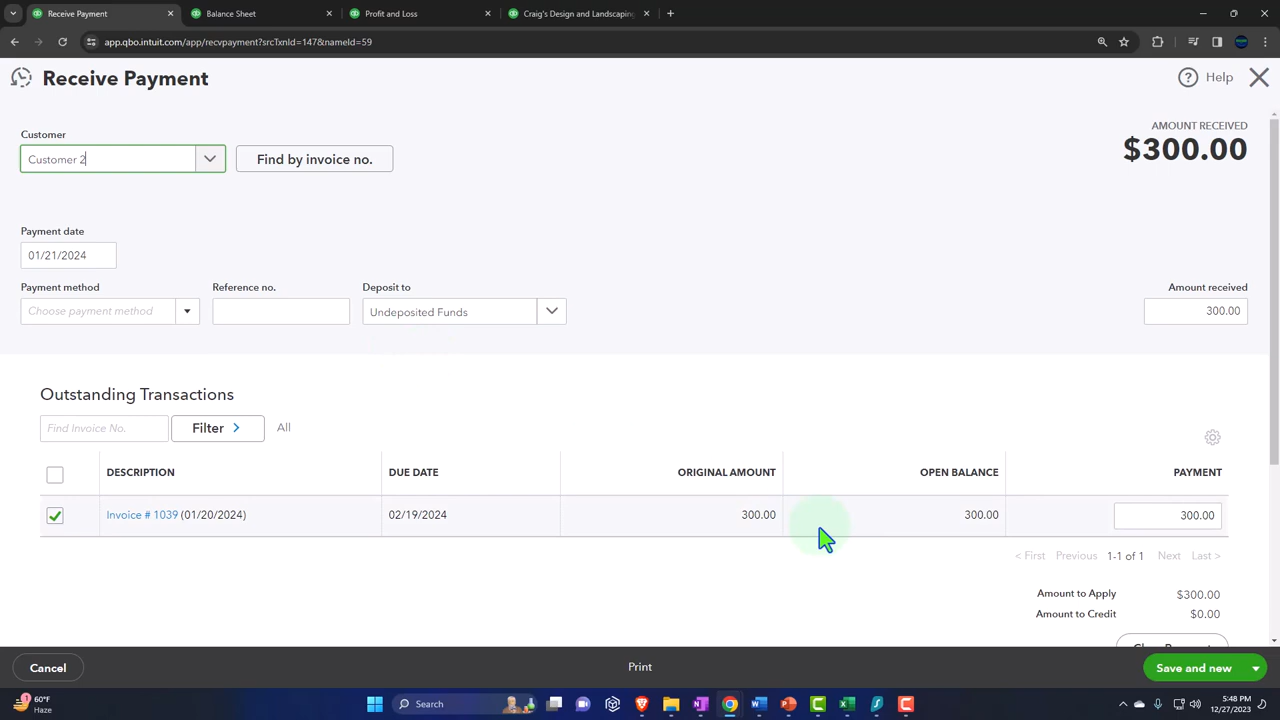 Receive Payment
Balance Sheet
Profit and Loss
Craig's Design and Landscaping
app.qbo.intuit.com/app/recvpayment?srcTxnId=147&nameId=59
Receive Payment
Help
Customer
AMOUNT RECEIVED
$300.00
Customer 2
Find by invoice no.
Payment date
01/21/2024
Payment method
Reference no.
Deposit to
Amount received
Choose payment method
Undeposited Funds
300.00
Outstanding Transactions
Find Invoice No.
Filter >
All
DESCRIPTION
DUE DATE
ORIGINAL AMOUNT
OPEN BALANCE
PAYMENT
Invoice # 1039 (01/20/2024)
02/19/2024
300.00
300.00
300.00
< First Previous 1-1 of 1 Next Last >
Amount to Apply $300.00
Amount to Credit $0.00
Cancel
Print
Save and new
60°F
Haze
Search
5:48 PM
12/27/2023